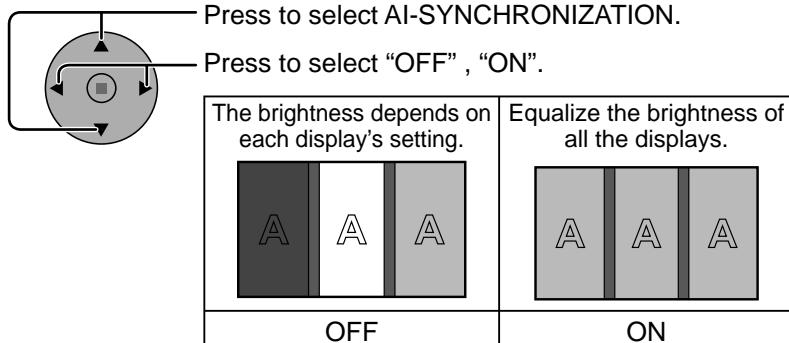 Press to select AI-SYNCHRONIZATION.
Press to select “OFF” , “ON”.
The brightness depends on
each display’s setting.
Equalize the brightness of
all the displays.
A A A
A A A
OFF
ON